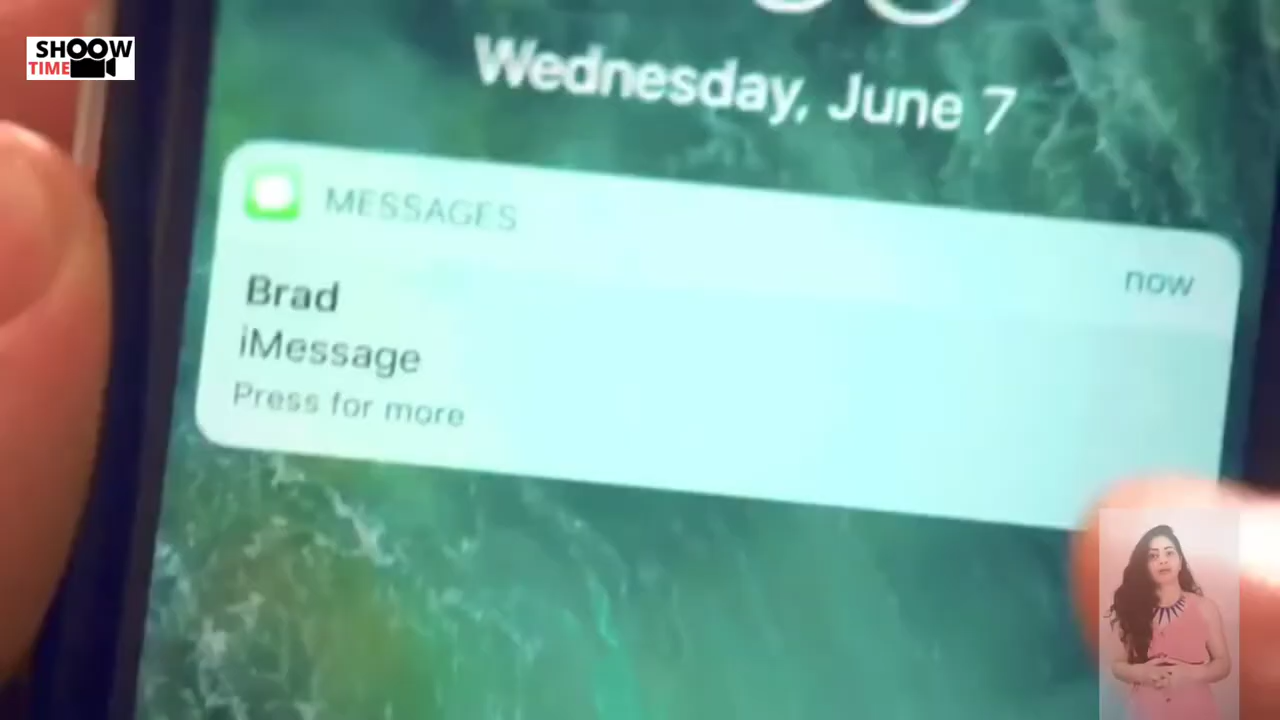 SHOOW
TIME
Wednesday, June 7
MESSAGES
now
Brad
iMessage
Press for more